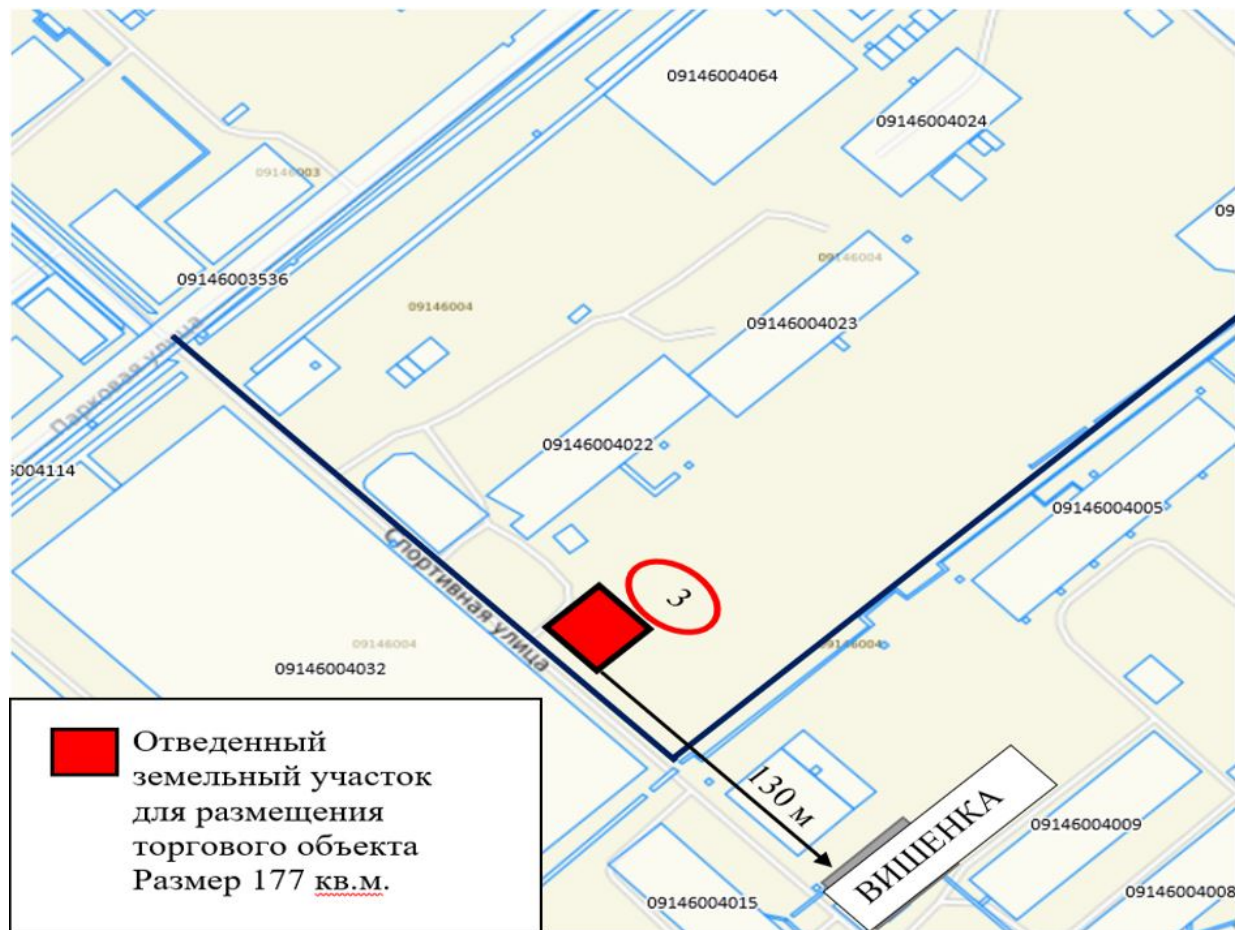 09146004064
09146004024
09146003
09
09146003536
09146004
09146004
09146004023
Парковая улица
09146004022
6004114
09146004005
Спортивная улица
3
09146004
09146004
09146004032
Отведенный
земельный участок
для размещения
торгового объекта
Размер 177 кв.м.
130 м
ВИШЕНКА
09146004009
09146004015
09146004008